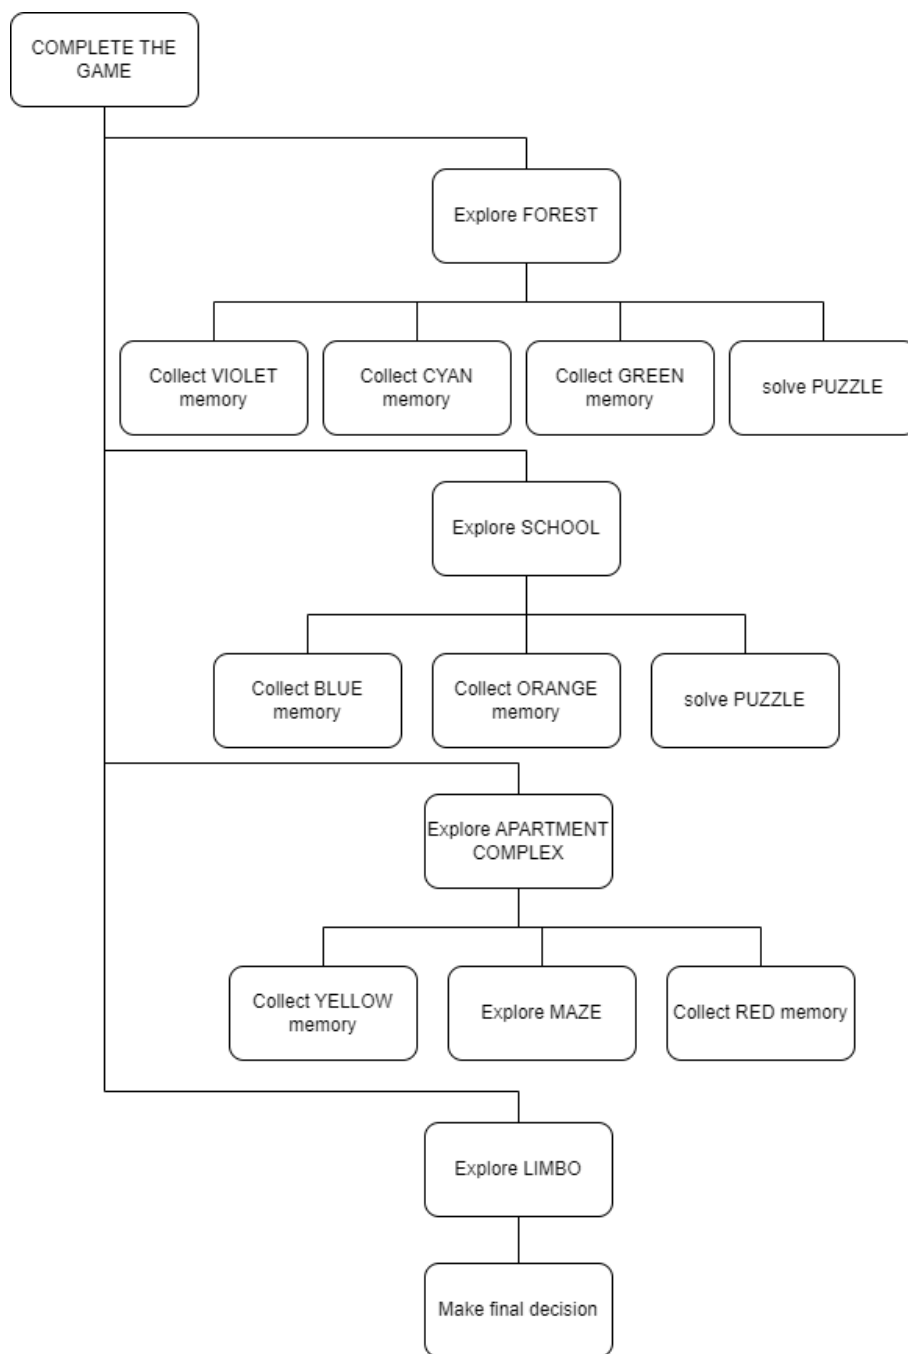 COMPLETE THE
GAME
Explore FOREST
Collect VIOLET
memory
Collect CYAN
memory
Collect GREEN
memory
solve PUZZLE
Explore SCHOOL
Collect BLUE
memory
Collect ORANGE
memory
solve PUZZLE
Explore APARTMENT
COMPLEX
Collect YELLOW
memory
Explore MAZE
Collect RED memory
Explore LIMBO
Make final decision